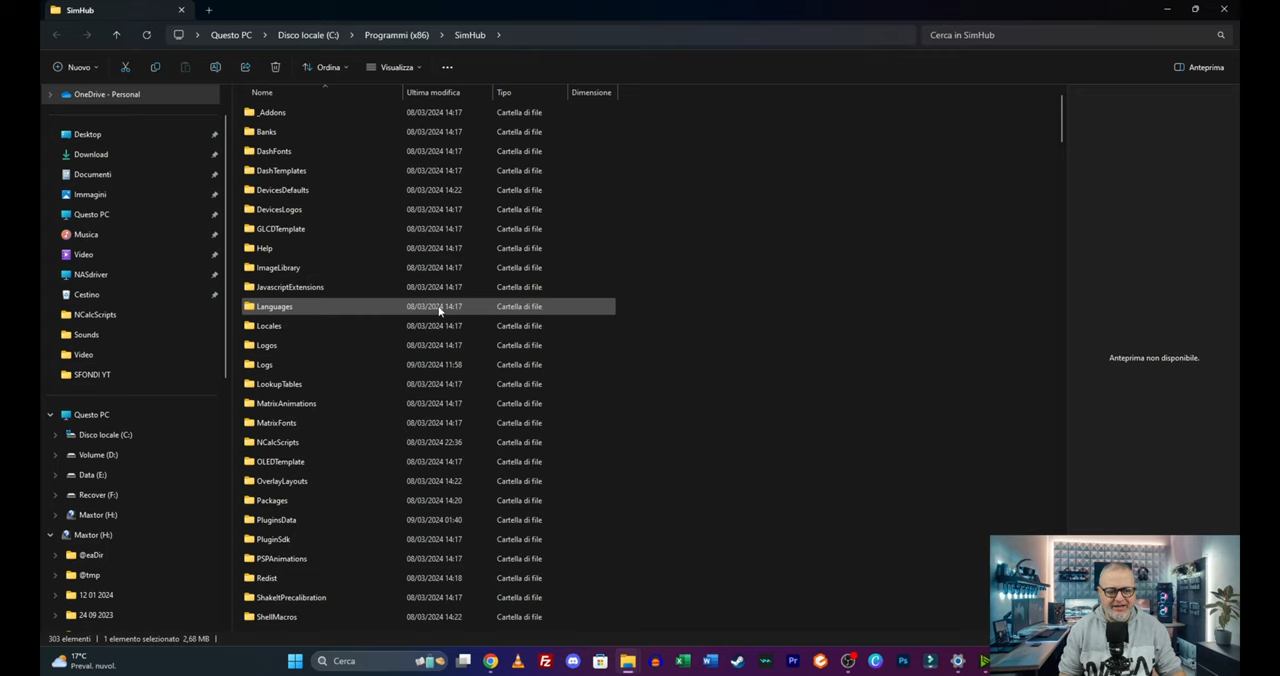 SimHub
Questo PC > Disco locale (C:) > Programmi (x86) > SimHub >
Cerca in SimHub
Nuovo
Ordina
Visualizza
Anteprima
OneDrive - Personal
Desktop
Download
Documenti
Immagini
Questo PC
Musica
Video
NASdriver
Cestino
NCalcScripts
Sounds
Video
SFONDI YT
Questo PC
Disco locale (C:)
Volume (D:)
Data (E:)
Recover (F:)
Maxtor (H:)
Maxtor (H:)
@eaDir
@tmp
12 01 2024
24 09 2023
Nome Ultima modifica Tipo Dimensione
_Addons 08/03/2024 14:17 Cartella di file
Banks 08/03/2024 14:17 Cartella di file
DashFonts 08/03/2024 14:17 Cartella di file
DashTemplates 08/03/2024 14:17 Cartella di file
DevicesDefaults 08/03/2024 14:22 Cartella di file
DevicesLogos 08/03/2024 14:17 Cartella di file
GLCDTemplate 08/03/2024 14:17 Cartella di file
Help 08/03/2024 14:17 Cartella di file
ImageLibrary 08/03/2024 14:17 Cartella di file
JavascriptExtensions 08/03/2024 14:17 Cartella di file
Languages 08/03/2024 14:17 Cartella di file
Locales 08/03/2024 14:17 Cartella di file
Logos 08/03/2024 14:17 Cartella di file
Logs 09/03/2024 11:58 Cartella di file
LookupTables 08/03/2024 14:17 Cartella di file
MatrixAnimations 08/03/2024 14:17 Cartella di file
MatrixFonts 08/03/2024 14:17 Cartella di file
NCalcScripts 08/03/2024 22:36 Cartella di file
OLEDTemplate 08/03/2024 14:17 Cartella di file
OverlayLayouts 08/03/2024 14:22 Cartella di file
Packages 08/03/2024 14:20 Cartella di file
PluginsData 09/03/2024 01:40 Cartella di file
PluginSdk 08/03/2024 14:17 Cartella di file
PSPAnimations 08/03/2024 14:17 Cartella di file
Redist 08/03/2024 14:18 Cartella di file
ShakeItPrecalibration 08/03/2024 14:17 Cartella di file
ShellMacros 08/03/2024 14:22 Cartella di file
Anteprima non disponibile.
303 elementi | 1 elemento selezionato 2,68 MB |
17°C
Preval. nuvol.
Cerca